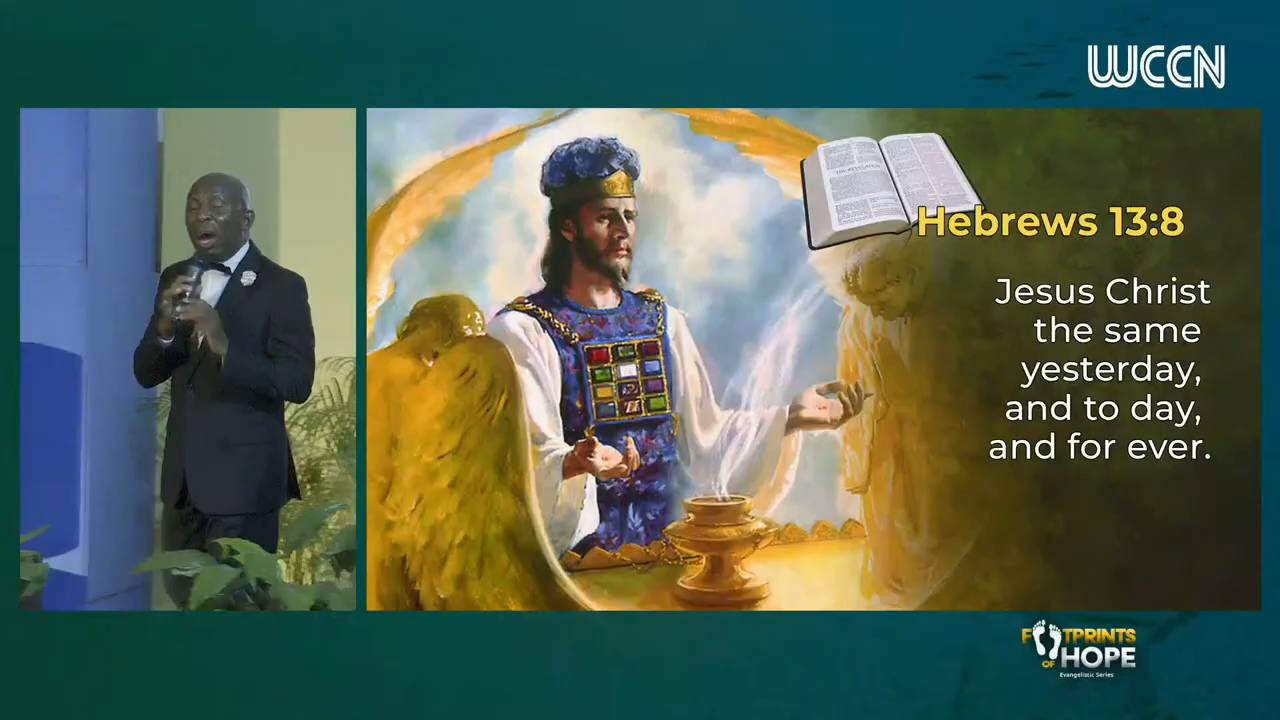 WCCN
Hebrews 13:8
Jesus Christ
the same
yesterday,
and to day,
and for ever.
FOOTPRINTS
OF HOPE
Evangelistic Series